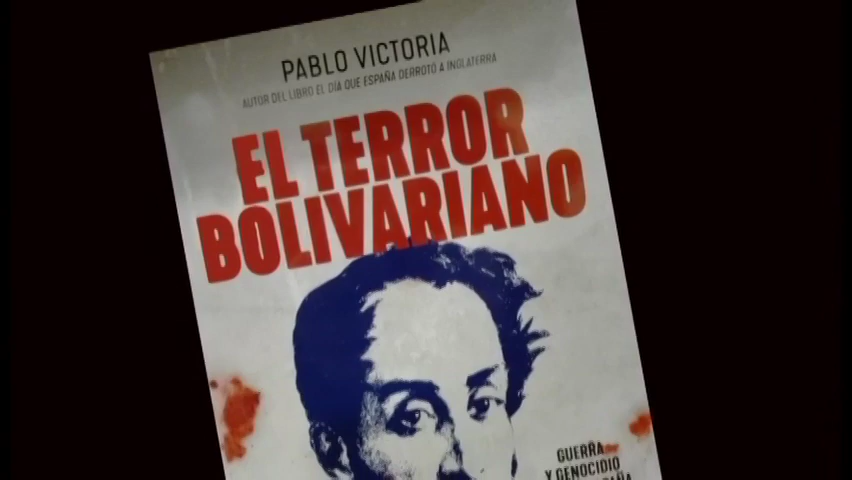 PABLO VICTORIA
AUTOR DEL LIBRO EL DÍA QUE ESPAÑA DERROTÓ A INGLATERRA
EL TERROR
BOLIVARIANO
GUERRA
Y GENOCIDIO